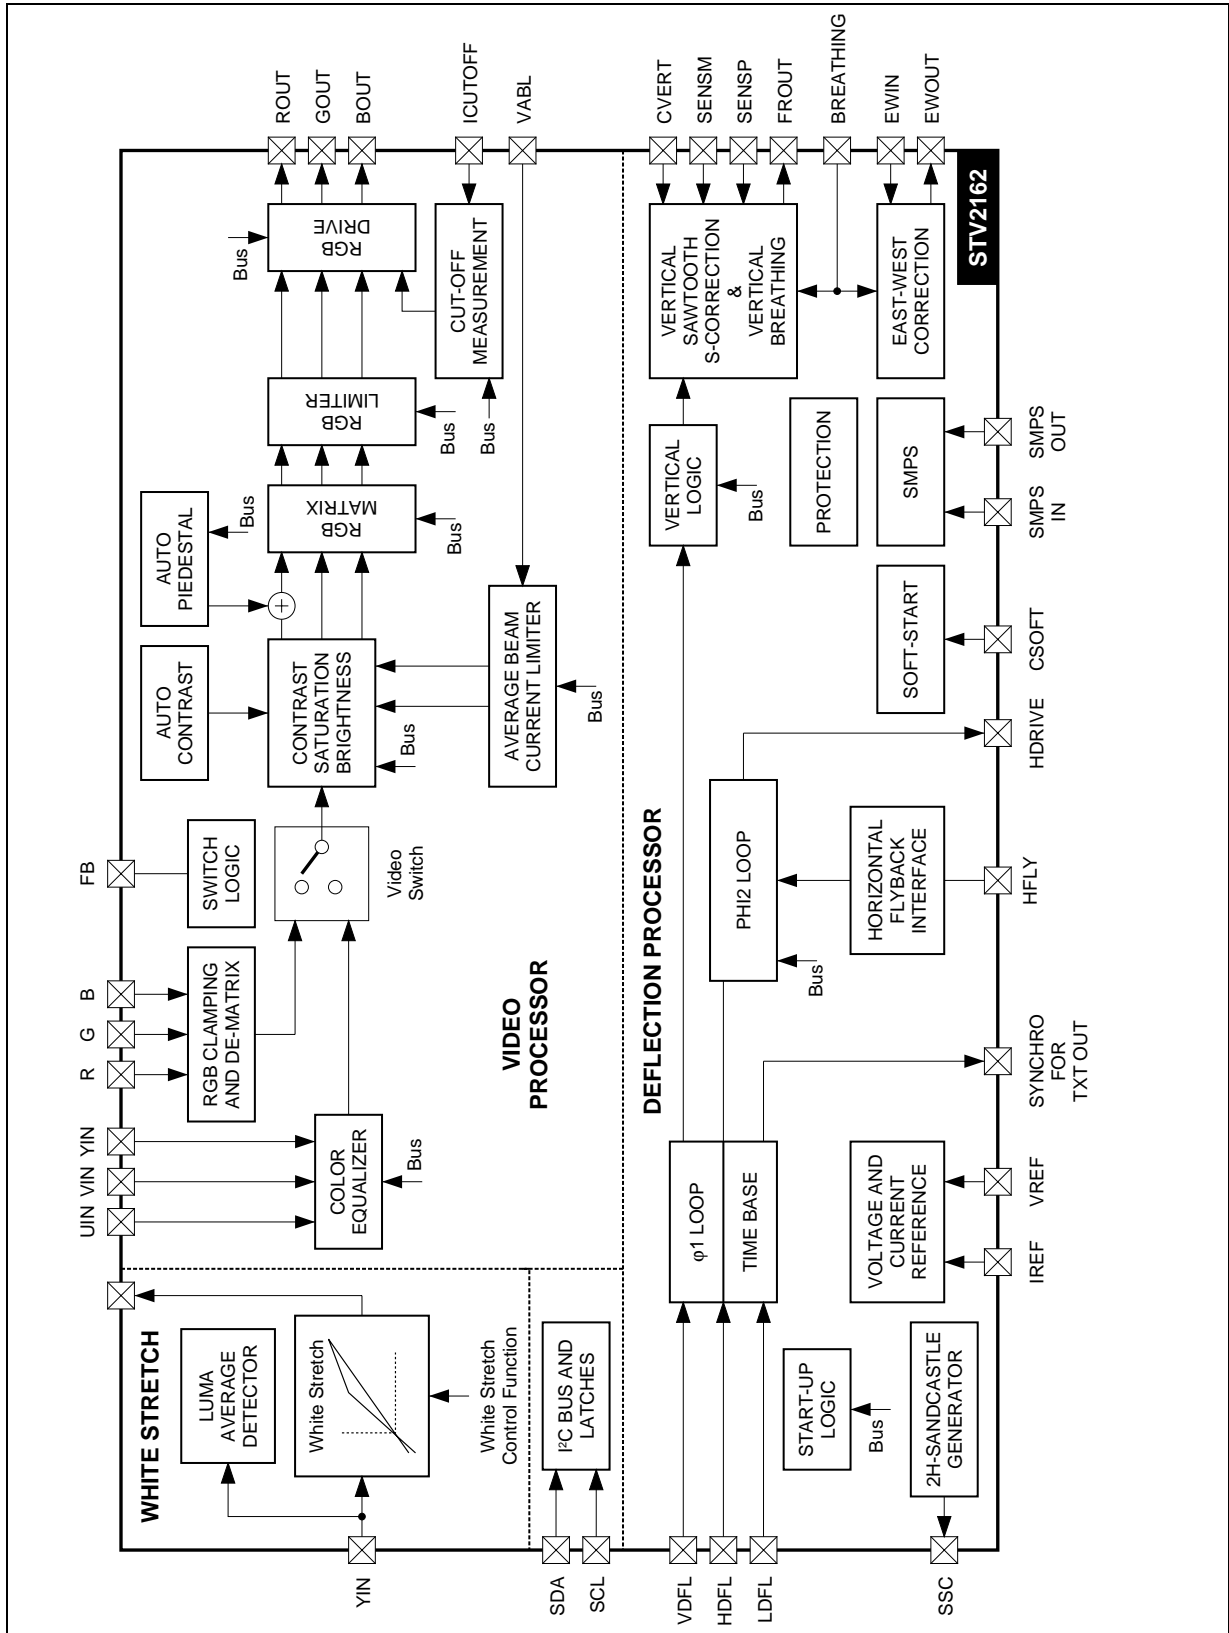 WHITE STRETCH
LUMA
AVERAGE
DETECTOR
White Stretch
White Stretch
Control Function
YIN
I²C BUS AND
LATCHES
SDA
SCL
UIN
VIN
YIN
R
G
B
FB
COLOR
EQUALIZER
Bus
RGB CLAMPING
AND DE-MATRIX
SWITCH
LOGIC
Video
Switch
VIDEO
PROCESSOR
AUTO
CONTRAST
AUTO
PIEDESTAL
Bus
CONTRAST
SATURATION
BRIGHTNESS
Bus
+
AVERAGE BEAM
CURRENT LIMITER
Bus
RGB
MATRIX
Bus
RGB
LIMITER
Bus
RGB
DRIVE
Bus
CUT-OFF
MEASUREMENT
Bus
ROUT
GOUT
BOUT
ICUTOFF
VABL
DEFLECTION PROCESSOR
VDFL
HDFL
LDFL
SSC
φ1 LOOP
TIME BASE
START-UP
LOGIC
Bus
2H-SANDCASTLE
GENERATOR
VOLTAGE AND
CURRENT
REFERENCE
PHI2 LOOP
Bus
HORIZONTAL
FLYBACK
INTERFACE
SOFT-START
VERTICAL
LOGIC
Bus
PROTECTION
SMPS
VERTICAL
SAWTOOTH
S-CORRECTION
&
VERTICAL
BREATHING
EAST-WEST
CORRECTION
CVERT
SENSM
SENSP
FROUT
BREATHING
EWIN
EWOUT
STV2162
IREF
VREF
SYNCHRO
FOR
TXT OUT
HFLY
HDRIVE
CSOFT
SMPS
IN
SMPS
OUT